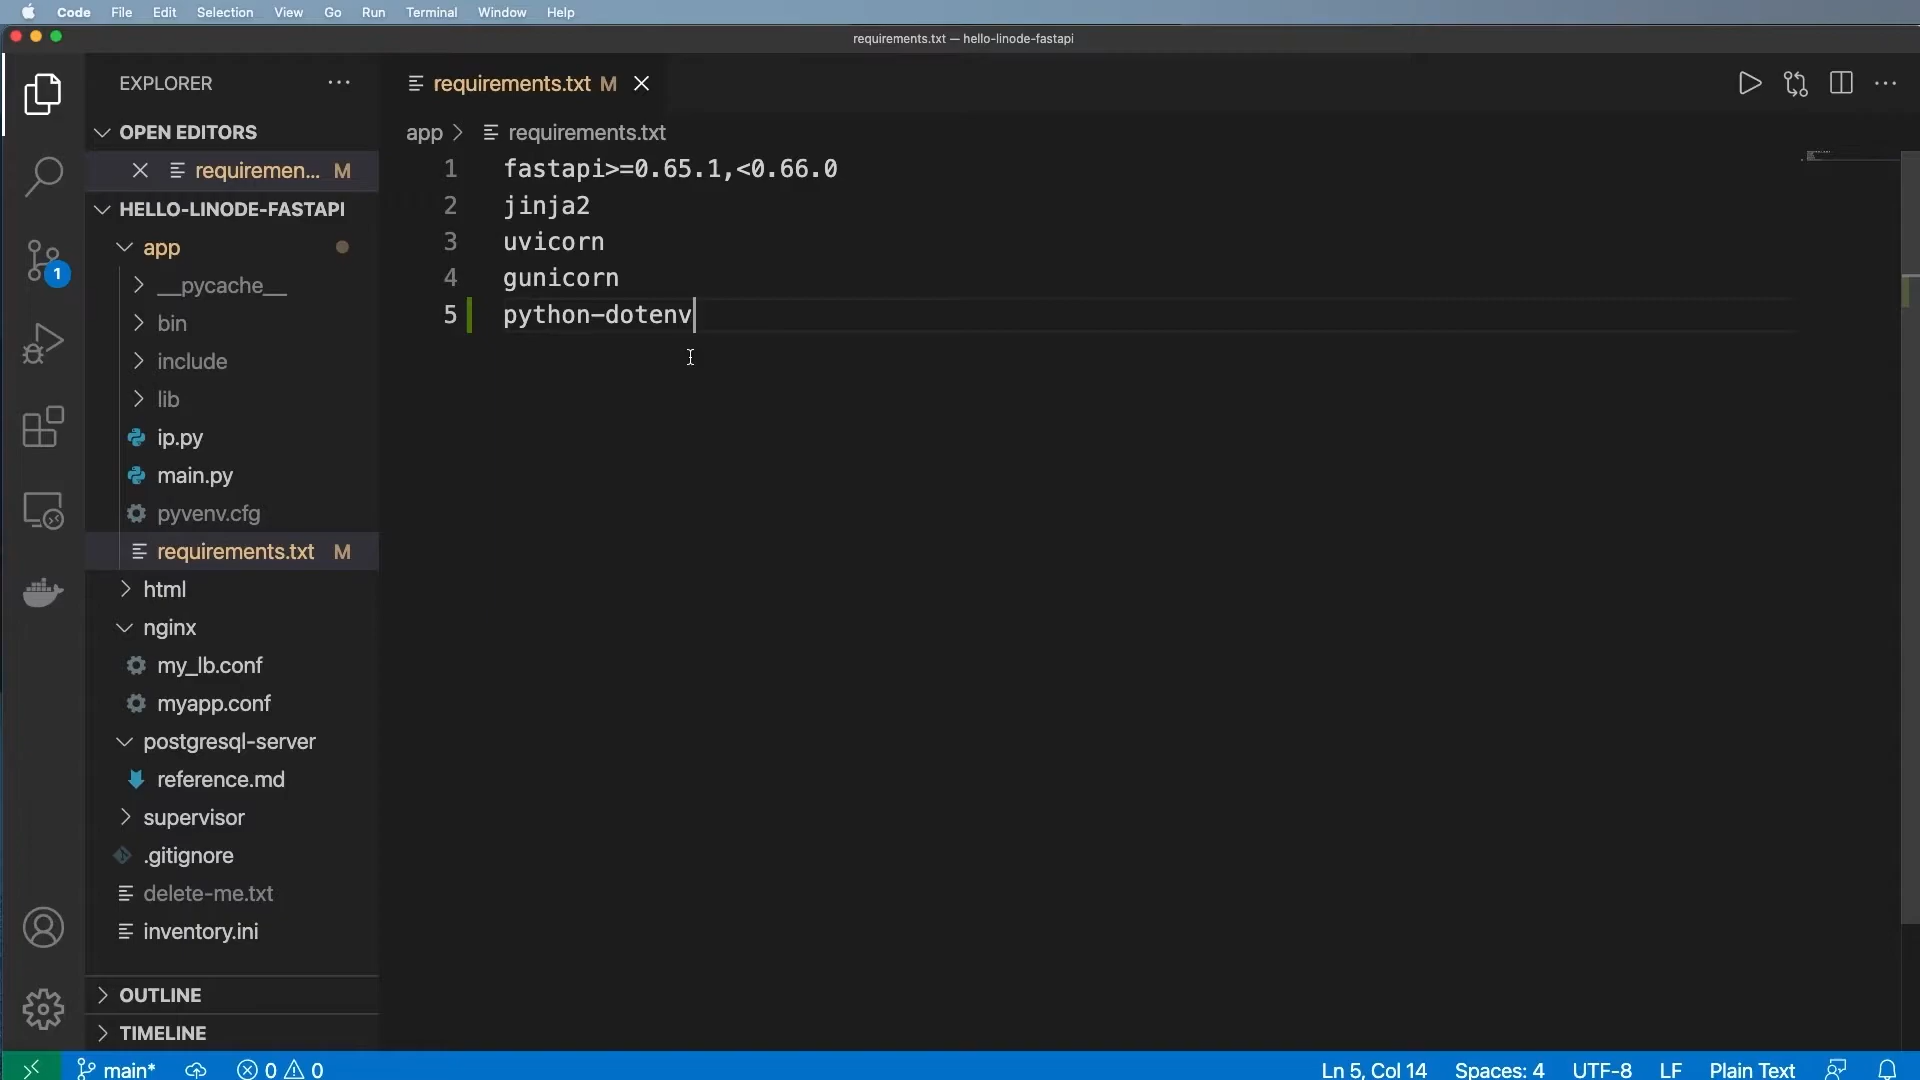 Code File Edit Selection View Go Run Terminal Window Help
requirements.txt — hello-linode-fastapi
EXPLORER
OPEN EDITORS
requiremen... M
HELLO-LINODE-FASTAPI
app
__pycache__
bin
include
lib
ip.py
main.py
pyvenv.cfg
requirements.txt M
html
nginx
my_lb.conf
myapp.conf
postgresql-server
reference.md
supervisor
.gitignore
delete-me.txt
inventory.ini
OUTLINE
TIMELINE
1
requirements.txt M
app > requirements.txt
1 fastapi>=0.65.1,<0.66.0
2 jinja2
3 uvicorn
4 gunicorn
5 python-dotenv
main* 0 0 Ln 5, Col 14 Spaces: 4 UTF-8 LF Plain Text